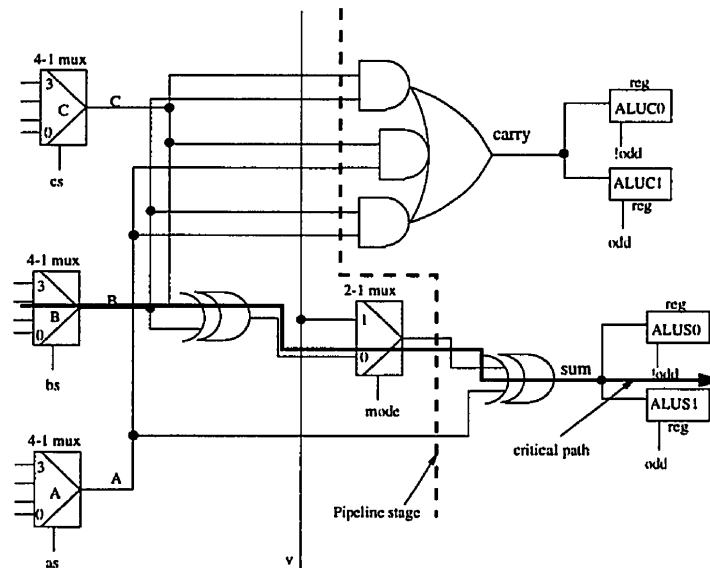 4-1 mux
3
C
0
cs
C
carry
reg
ALUC0
!odd
ALUC1
reg
odd
4-1 mux
3
B
0
bs
B
2-1 mux
1
0
mode
reg
ALUS0
!odd
sum
ALUS1
reg
odd
critical path
4-1 mux
3
A
0
as
A
Pipeline stage
v